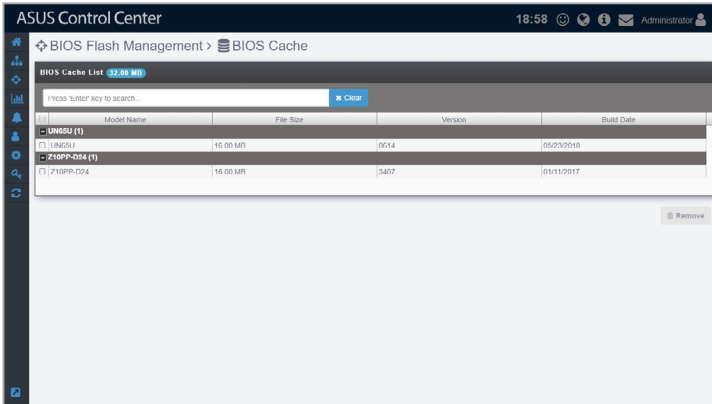 ASUS Control Center
18:58 Administrator
BIOS Flash Management > BIOS Cache
BIOS Cache List 32.00 MB
Press 'Enter' key to search... Clear
Model Name File Size Version Build Date
UN65U (1)
UN65U 16.00 MB 0614 05/23/2018
Z10PP-D24 (1)
Z10PP-D24 16.00 MB 3407 01/11/2017
Remove